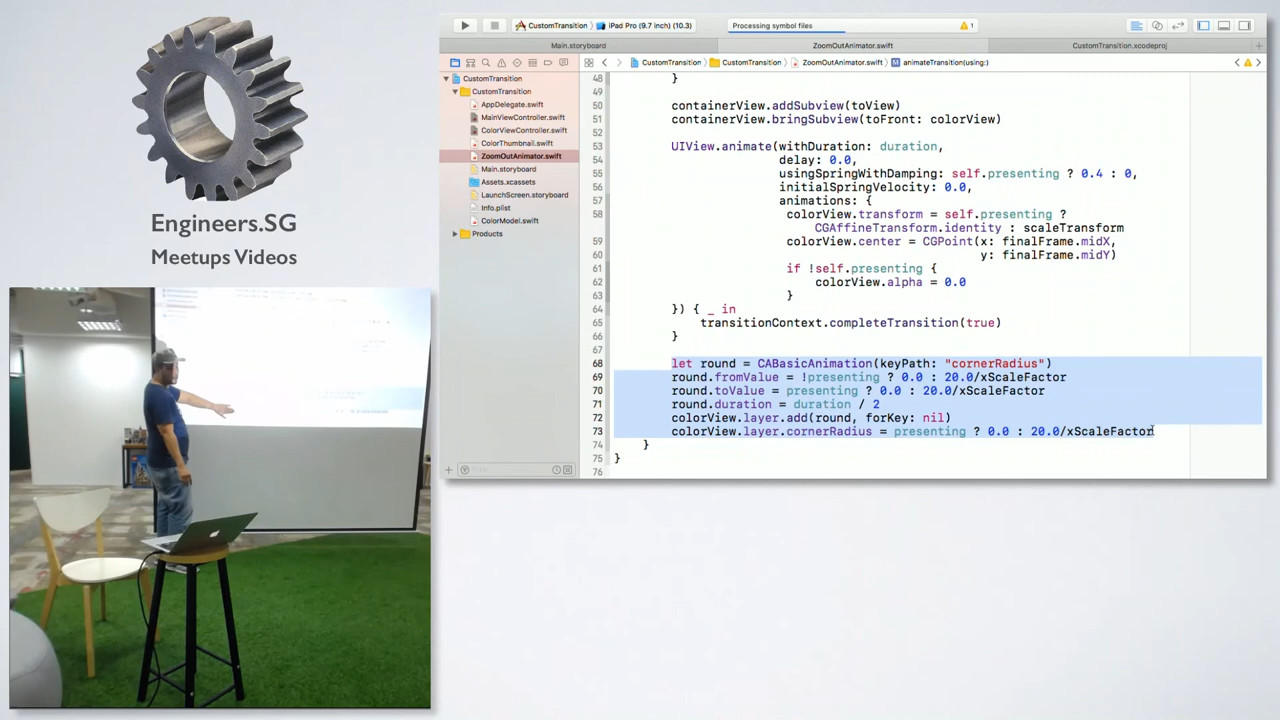 Engineers.SG
Meetups Videos
CustomTransition
iPad Pro (9.7 inch) (10.3)
Processing symbol files
1
Main.storyboard
ZoomOutAnimator.swift
CustomTransition.xcodeproj
CustomTransition
CustomTransition
ZoomOutAnimator.swift
M
animateTransition(using:)
CustomTransition
CustomTransition
AppDelegate.swift
MainViewController.swift
ColorViewController.swift
ColorThumbnail.swift
ZoomOutAnimator.swift
Main.storyboard
Assets.xcassets
LaunchScreen.storyboard
Info.plist
ColorModel.swift
Products
48 }
49
50 containerView.addSubview(toView)
51 containerView.bringSubview(toFront: colorView)
52
53 UIView.animate(withDuration: duration,
54 delay: 0.0,
55 usingSpringWithDamping: self.presenting ? 0.4 : 0,
56 initialSpringVelocity: 0.0,
57 animations: {
58 colorView.transform = self.presenting ?
CGAffineTransform.identity : scaleTransform
59 colorView.center = CGPoint(x: finalFrame.midX,
60 y: finalFrame.midY)
61 if !self.presenting {
62 colorView.alpha = 0.0
63 }
64 }) { _ in
65 transitionContext.completeTransition(true)
66 }
67
68 let round = CABasicAnimation(keyPath: "cornerRadius")
69 round.fromValue = !presenting ? 0.0 : 20.0/xScaleFactor
70 round.toValue = presenting ? 0.0 : 20.0/xScaleFactor
71 round.duration = duration / 2
72 colorView.layer.add(round, forKey: nil)
73 colorView.layer.cornerRadius = presenting ? 0.0 : 20.0/xScaleFactor
74 }
75 }
76